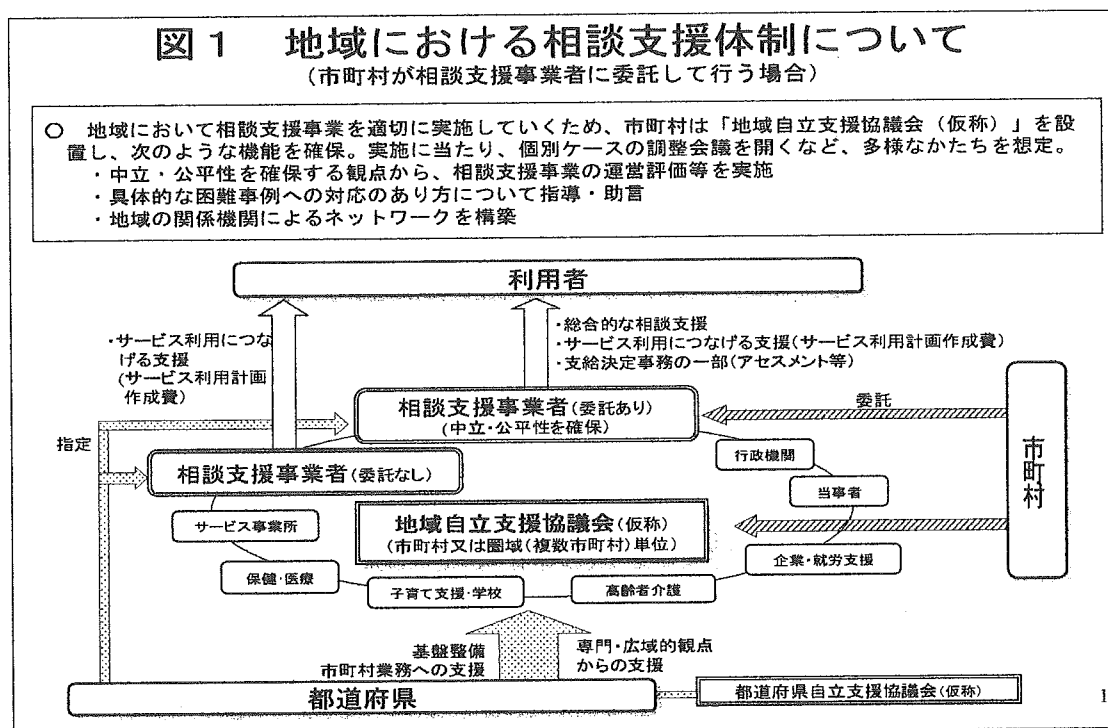 図1 地域における相談支援体制について
(市町村が相談支援事業者に委託して行う場合)
○ 地域において相談支援事業を適切に実施していくため、市町村は「地域自立支援協議会(仮称)」を設
置し、次のような機能を確保。実施に当たり、個別ケースの調整会議を開くなど、多様なかたちを想定。
・中立・公平性を確保する観点から、相談支援事業の運営評価等を実施
・具体的な困難事例への対応のあり方について指導・助言
・地域の関係機関によるネットワークを構築
利用者
・サービス利用につな
げる支援
(サービス利用計画
作成費)
・総合的な相談支援
・サービス利用につなげる支援(サービス利用計画作成費)
・支給決定事務の一部(アセスメント等)
相談支援事業者(委託あり)
(中立・公平性を確保)
委託
市町村
指定
相談支援事業者(委託なし)
行政機関
当事者
サービス事業所
地域自立支援協議会(仮称)
(市町村又は圏域(複数市町村)単位)
企業・就労支援
保健・医療
子育て支援・学校
高齢者介護
基盤整備
市町村業務への支援
専門・広域的観点
からの支援
都道府県
都道府県自立支援協議会(仮称)
1